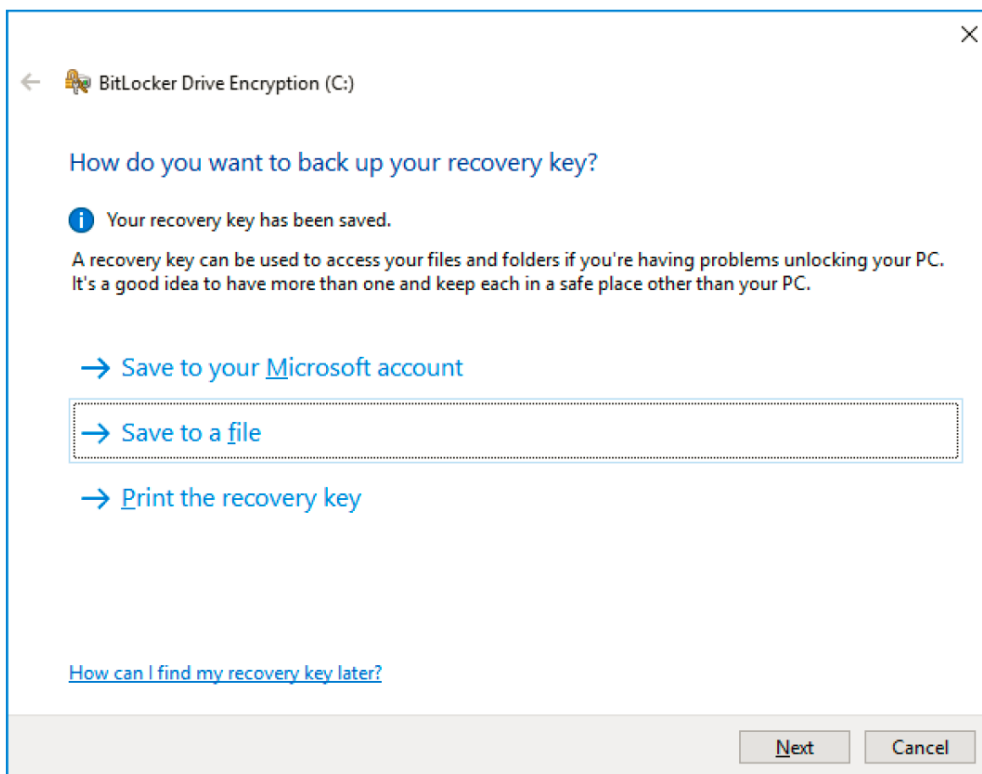 BitLocker Drive Encryption (C:)
How do you want to back up your recovery key?
Your recovery key has been saved.
A recovery key can be used to access your files and folders if you're having problems unlocking your PC.
It's a good idea to have more than one and keep each in a safe place other than your PC.
Save to your Microsoft account
Save to a file
Print the recovery key
How can I find my recovery key later?
Next Cancel